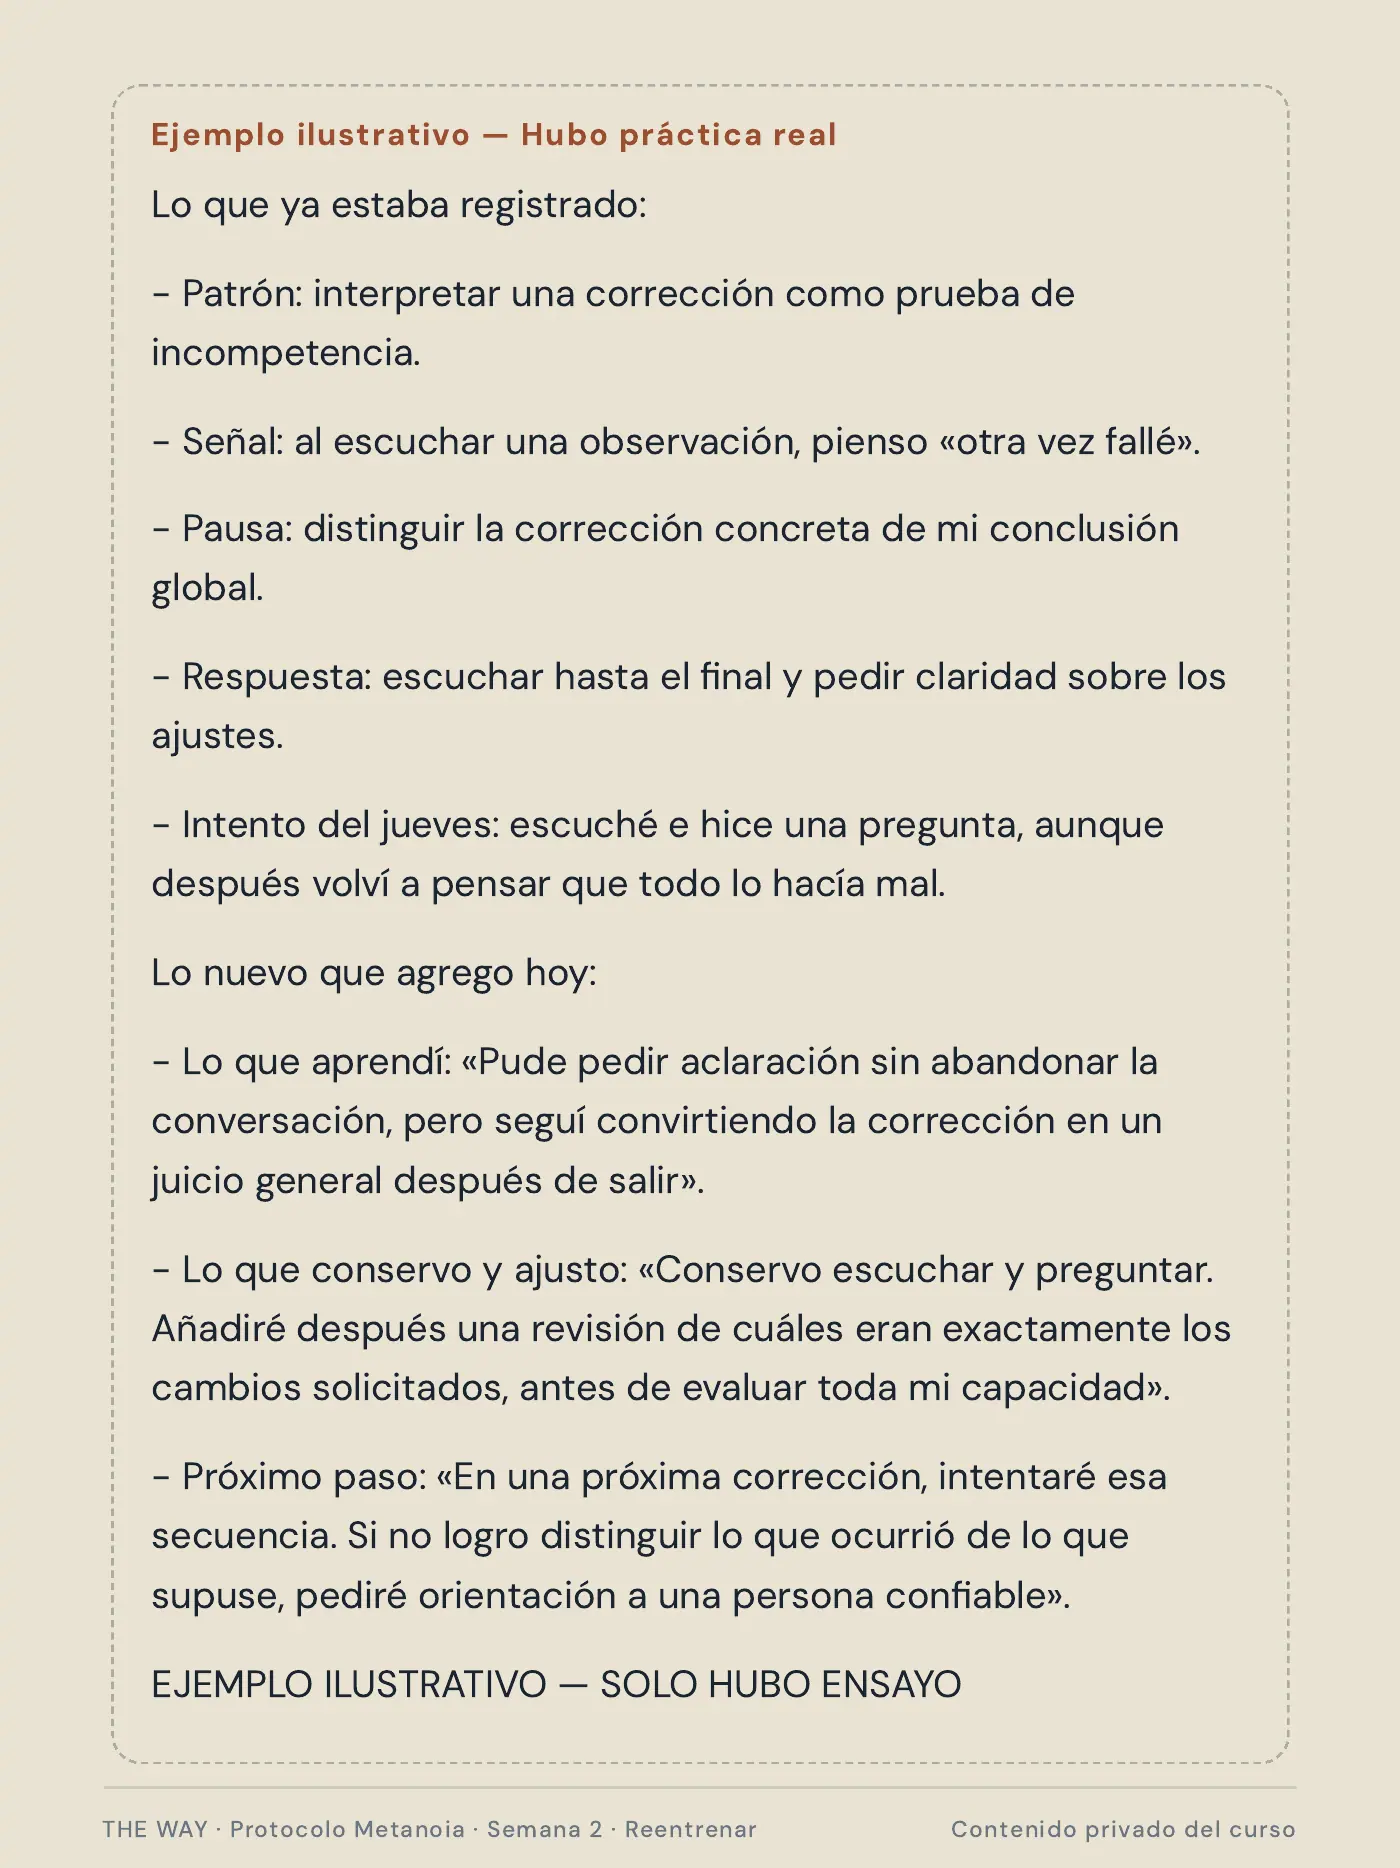 Ejemplo ilustrativo — Hubo práctica real
Lo que ya estaba registrado:
- Patrón: interpretar una corrección como prueba de
incompetencia.
- Señal: al escuchar una observación, pienso «otra vez fallé».
- Pausa: distinguir la corrección concreta de mi conclusión
global.
- Respuesta: escuchar hasta el final y pedir claridad sobre los
ajustes.
- Intento del jueves: escuché e hice una pregunta, aunque
después volví a pensar que todo lo hacía mal.
Lo nuevo que agrego hoy:
- Lo que aprendí: «Pude pedir aclaración sin abandonar la
conversación, pero seguí convirtiendo la corrección en un
juicio general después de salir».
- Lo que conservo y ajusto: «Conservo escuchar y preguntar.
Añadiré después una revisión de cuáles eran exactamente los
cambios solicitados, antes de evaluar toda mi capacidad».
- Próximo paso: «En una próxima corrección, intentaré esa
secuencia. Si no logro distinguir lo que ocurrió de lo que
supuse, pediré orientación a una persona confiable».
EJEMPLO ILUSTRATIVO — SOLO HUBO ENSAYO
THE WAY · Protocolo Metanoia · Semana 2 · Reentrenar
Contenido privado del curso